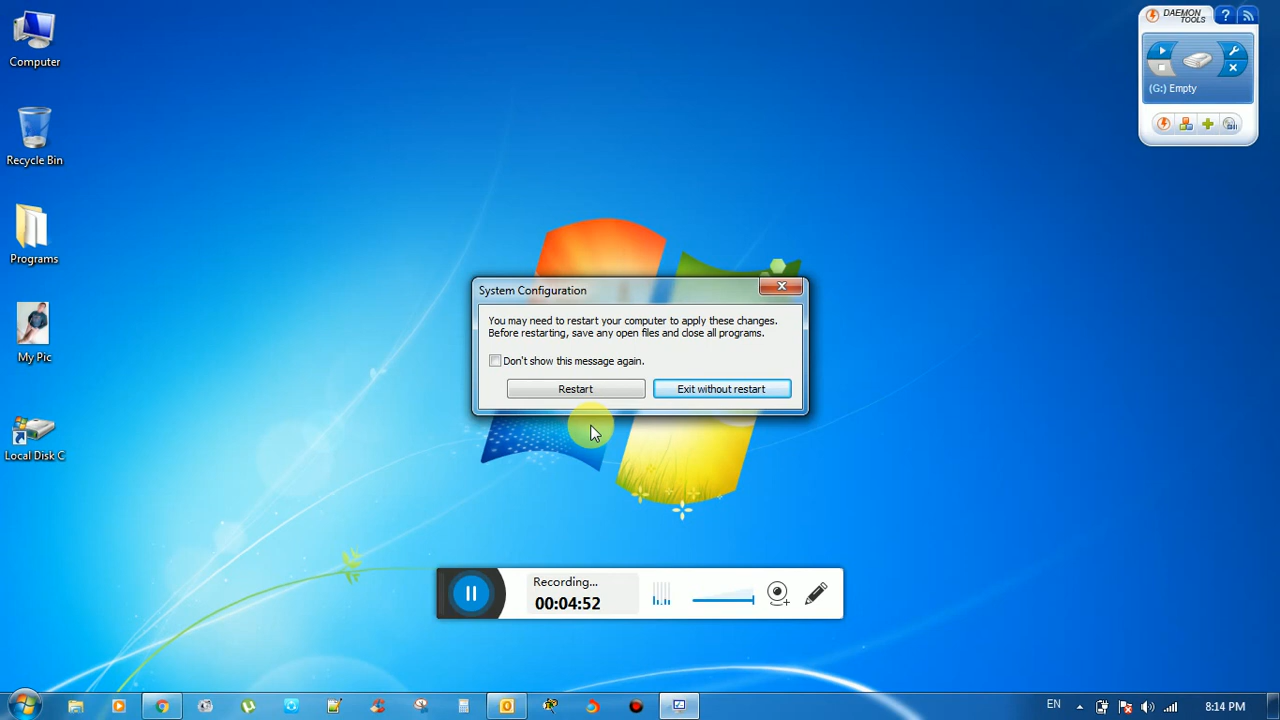 Computer
Recycle Bin
Programs
My Pic
Local Disk C
DAEMON
TOOLS
?
(G:) Empty
System Configuration
You may need to restart your computer to apply these changes.
Before restarting, save any open files and close all programs.
Don't show this message again.
Restart
Exit without restart
Recording...
00:04:52
EN
8:14 PM